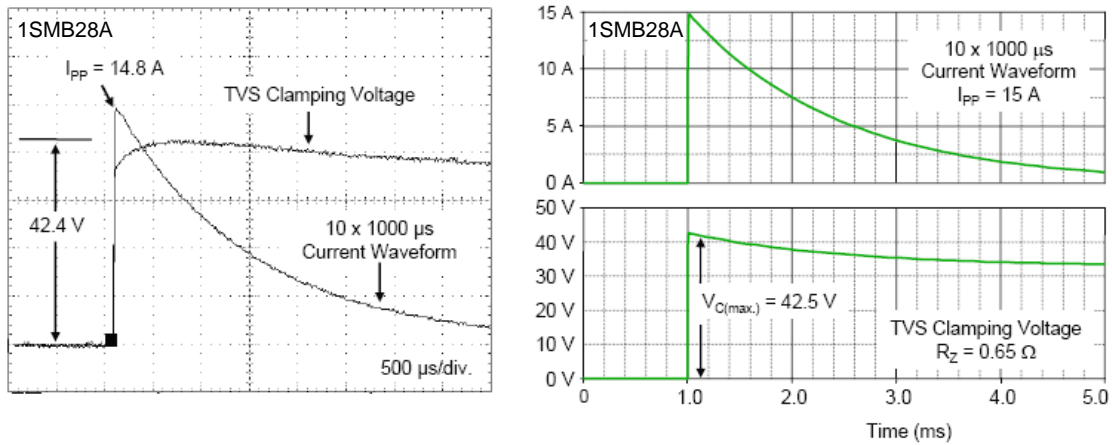 1SMB28A
IPP = 14.8 A
TVS Clamping Voltage
42.4 V
10 x 1000 µs
Current Waveform
500 µs/div.
1SMB28A
15 A
10 A
5 A
0 A
10 x 1000 µs
Current Waveform
IPP = 15 A
50 V
40 V
30 V
20 V
10 V
0 V
VC(max.) = 42.5 V
TVS Clamping Voltage
RZ = 0.65 Ω
0 1.0 2.0 3.0 4.0 5.0
Time (ms)